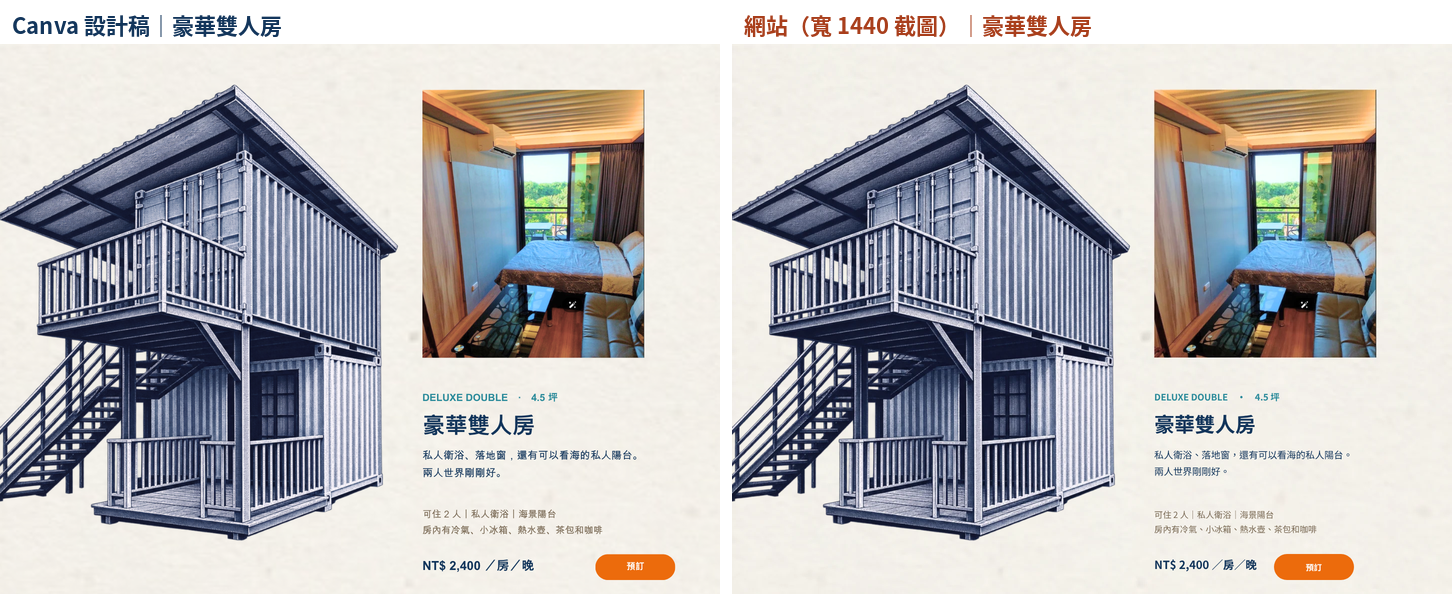 Canva 設計稿｜豪華雙人房
網站（寬 1440 截圖）｜豪華雙人房
DELUXE DOUBLE · 4.5 坪
豪華雙人房
私人衛浴、落地窗，還有可以看海的私人陽台。
兩人世界剛剛好。
可住 2 人｜私人衛浴｜海景陽台
房內有冷氣、小冰箱、熱水壺、茶包和咖啡
NT$ 2,400 ／房／晚
預訂
DELUXE DOUBLE · 4.5 坪
豪華雙人房
私人衛浴、落地窗，還有可以看海的私人陽台。
兩人世界剛剛好。
可住 2 人｜私人衛浴｜海景陽台
房內有冷氣、小冰箱、熱水壺、茶包和咖啡
NT$ 2,400 ／房／晚
預訂